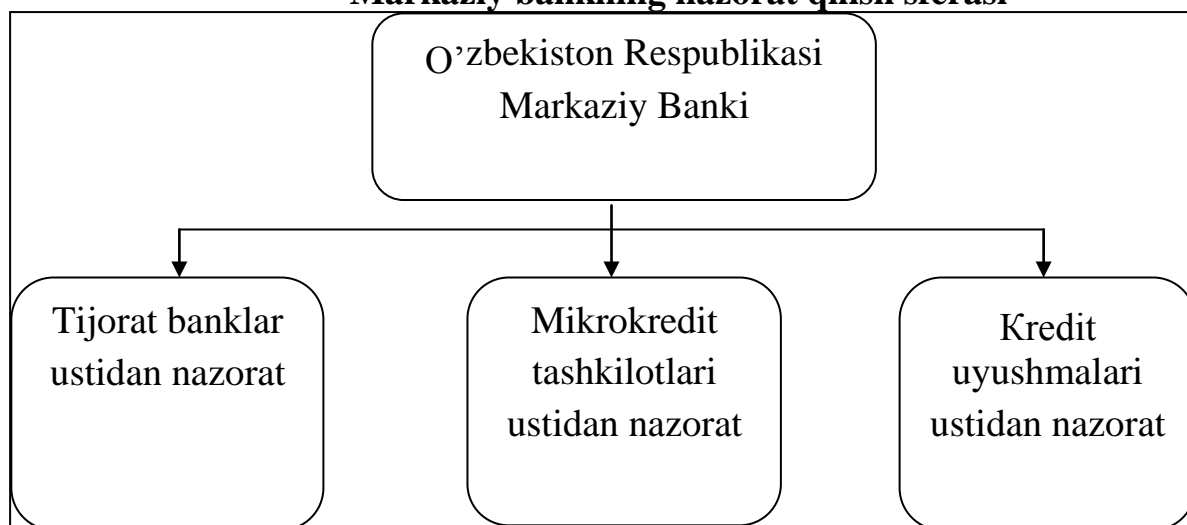 Markaziy bankning nazorat qilish sferasi
O’zbekiston Respublikasi
Markaziy Banki
Tijorat banklar
ustidan nazorat
Mikrokredit
tashkilotlari
ustidan nazorat
Kredit
uyushmalari
ustidan nazorat